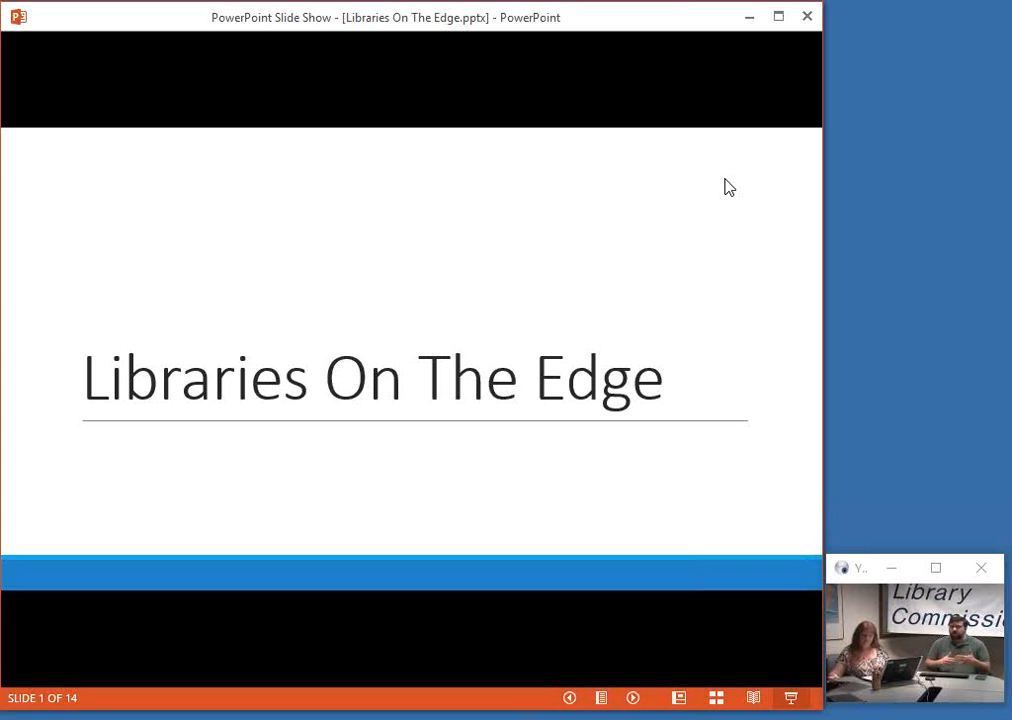 PowerPoint Slide Show - [Libraries On The Edge.pptx] - PowerPoint
Libraries On The Edge
Y..
Library
Commissi
SLIDE 1 OF 14